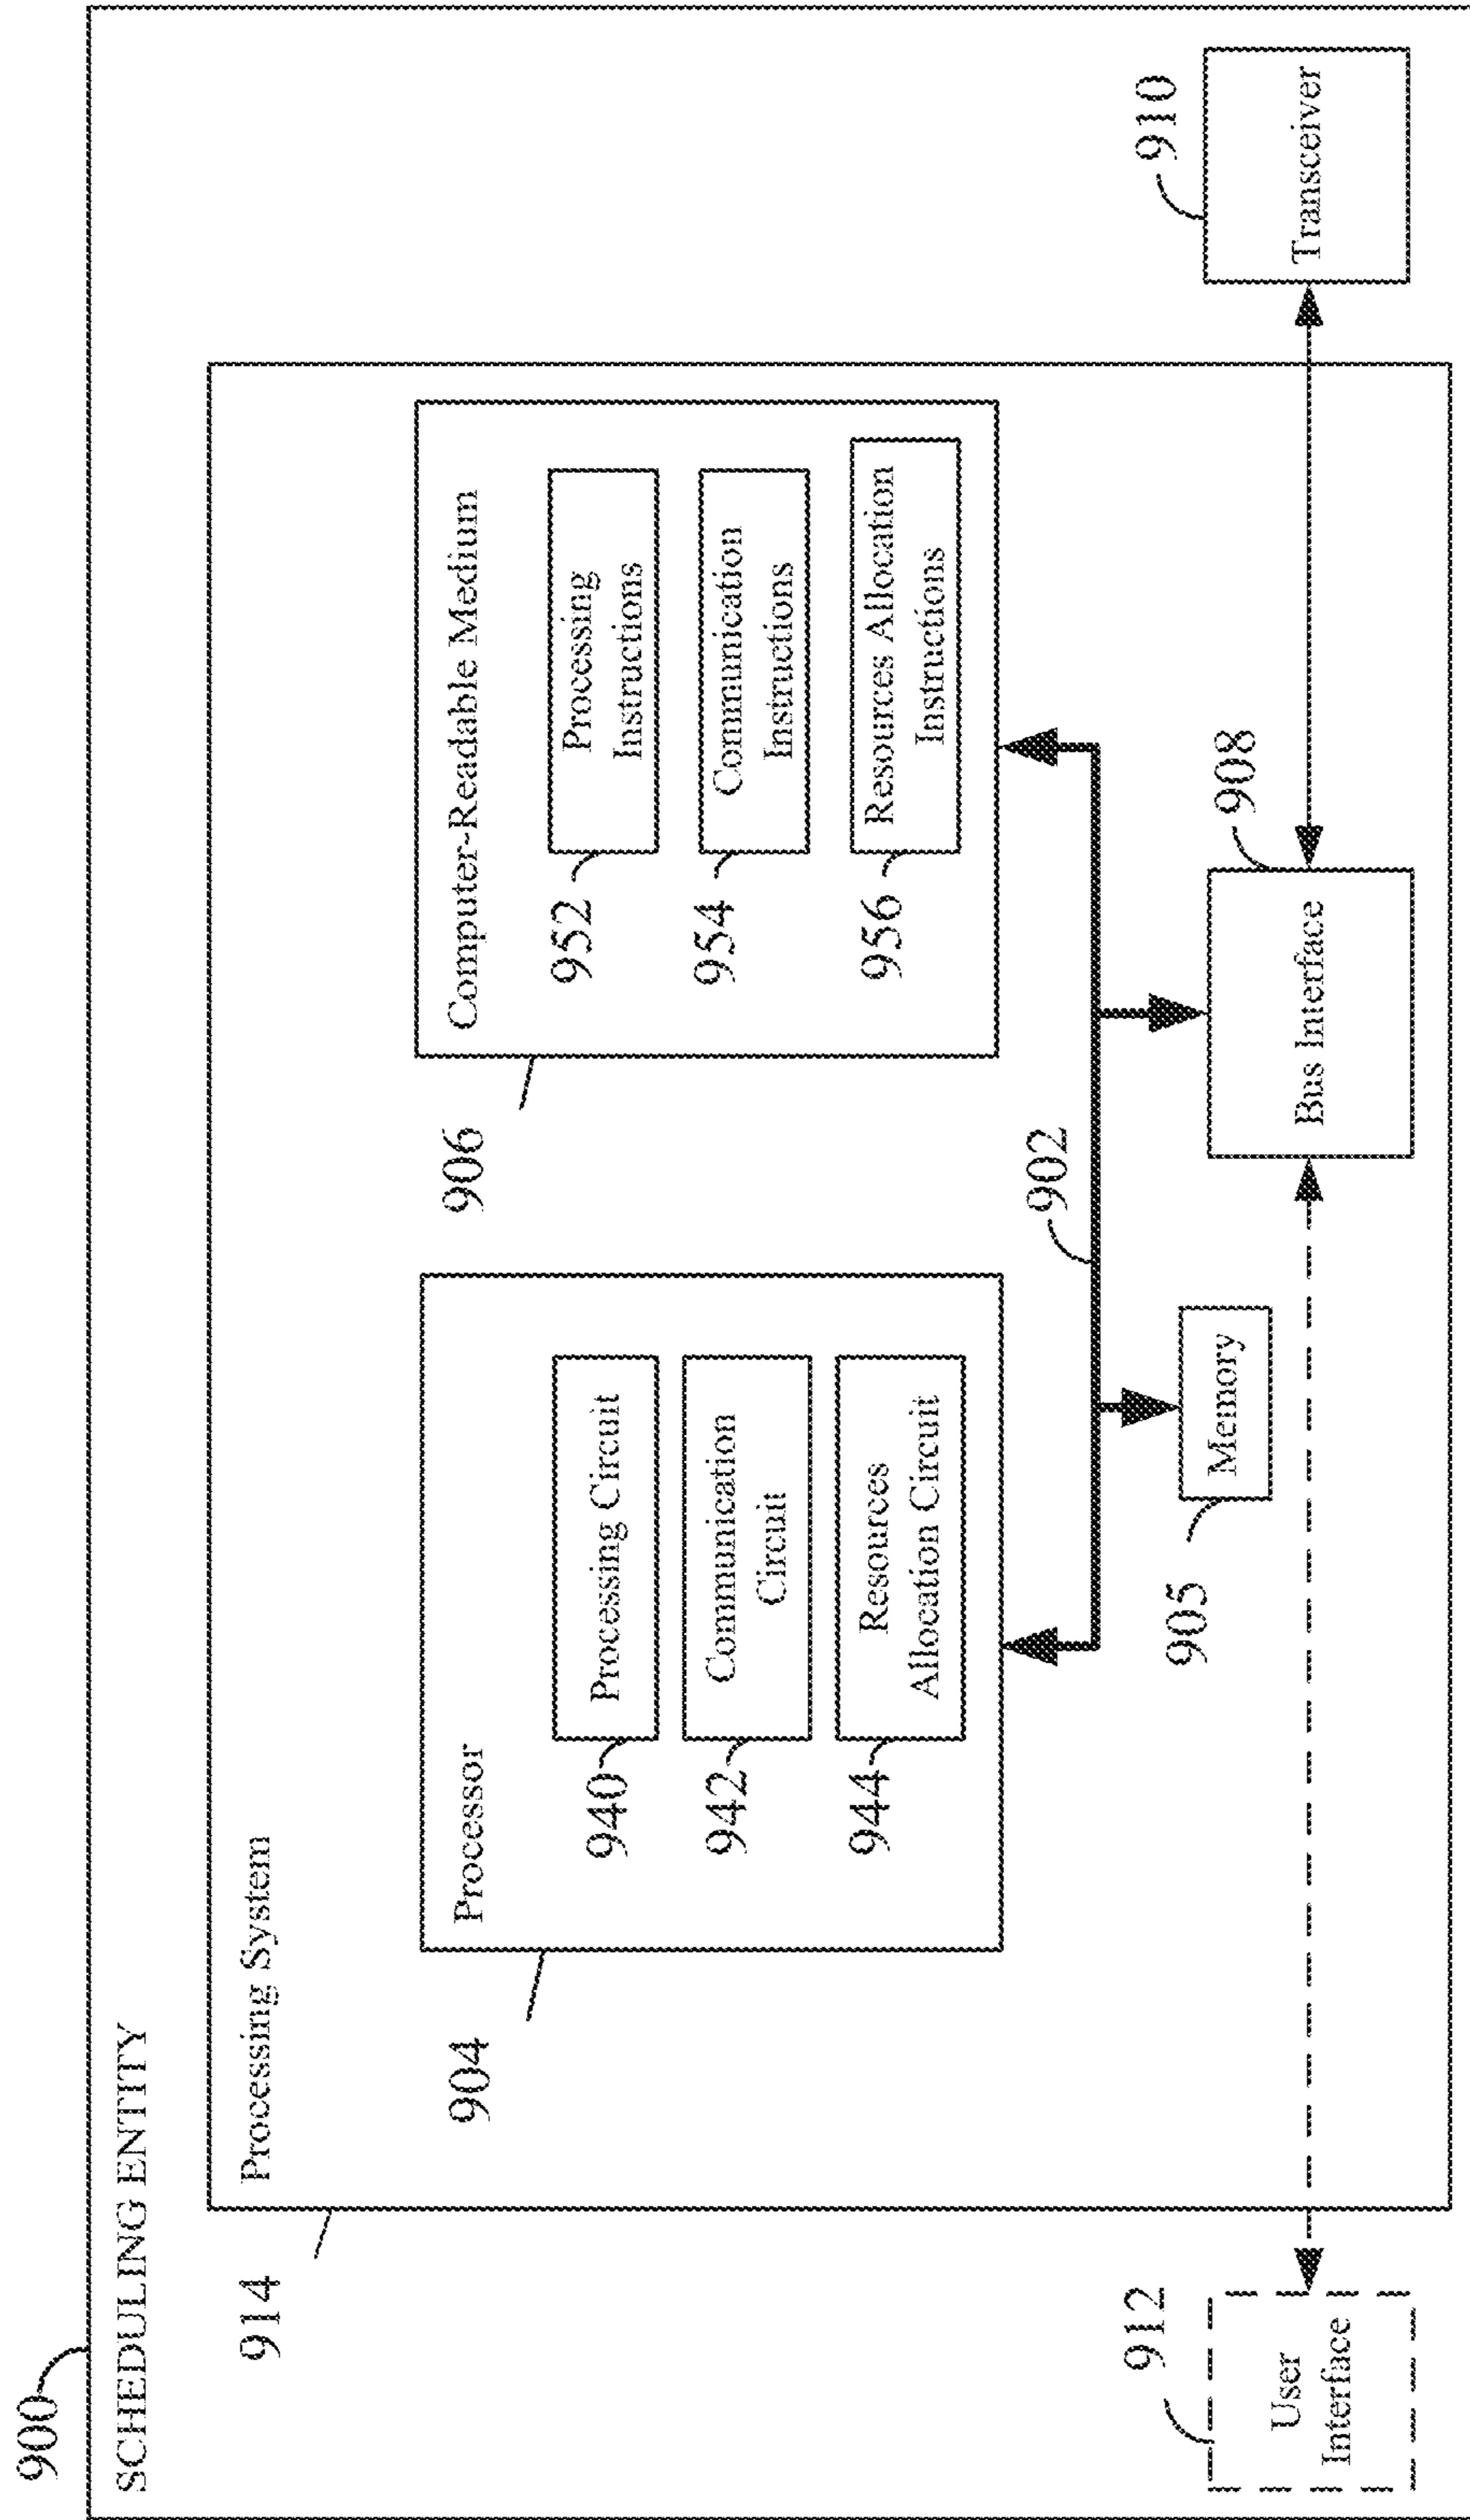 900
SCHEDULING ENTITY
914
Processing System
904
Processor
940
Processing Circuit
942
Communication
Circuit
944
Resources
Allocation Circuit
906
Computer-Readable Medium
952
Processing
Instructions
954
Communication
Instructions
956
Resources Allocation
Instructions
902
905
Memory
908
Bus Interface
912
User
Interface
910
Transceiver